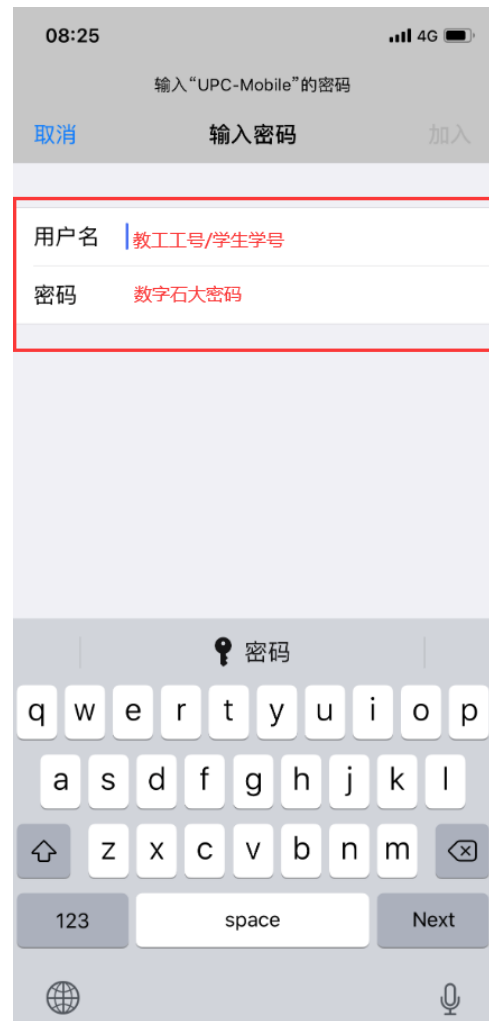 08:25 4G
输入“UPC-Mobile”的密码
取消 输入密码 加入
用户名 教工工号/学生学号
密码 数字石大密码
密码
q w e r t y u i o p
a s d f g h j k l
z x c v b n m
123 space Next